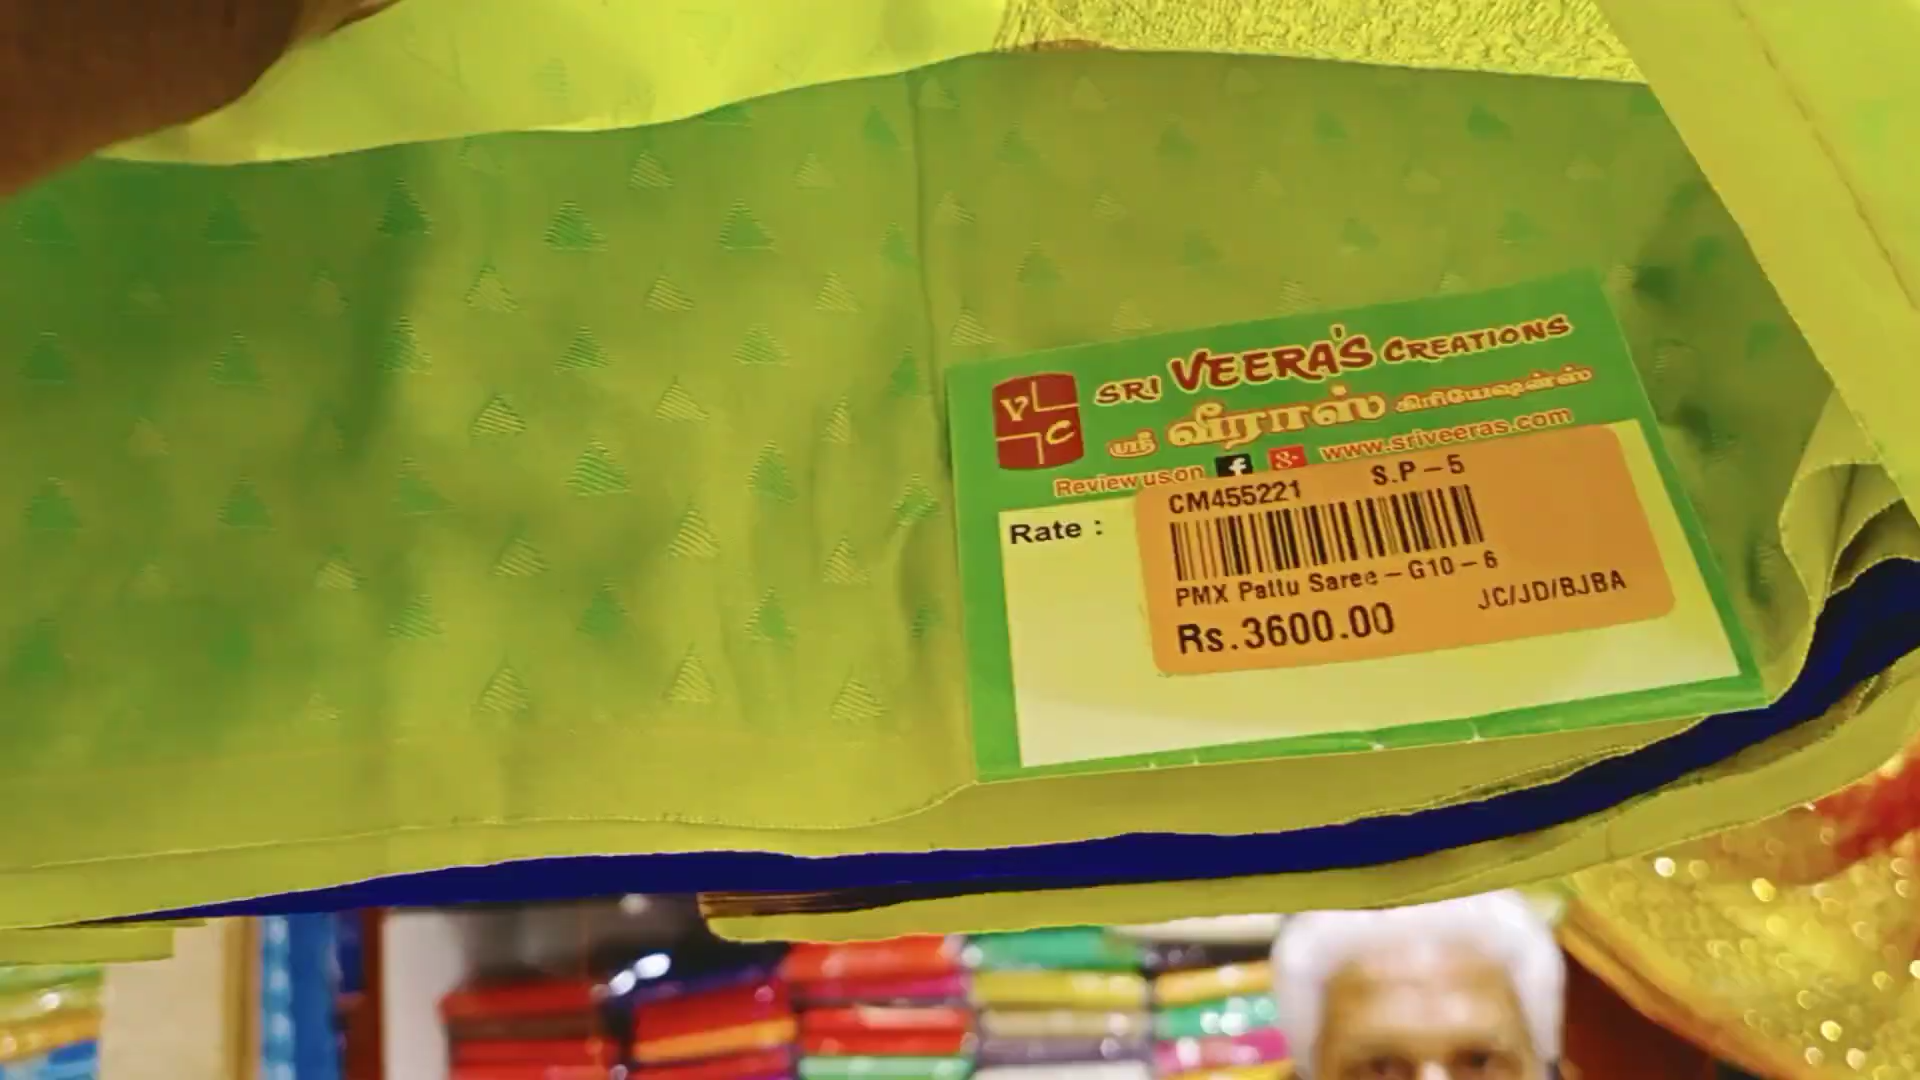 V C
SRI VEERA'S CREATIONS
ஸ்ரீ வீராஸ் கிரியேஷன்ஸ்
Review us on f g+ www.sriveeras.com
Rate :
CM455221 S.P-5
PMX Pattu Saree-G10-6
Rs.3600.00 JC/JD/BJBA